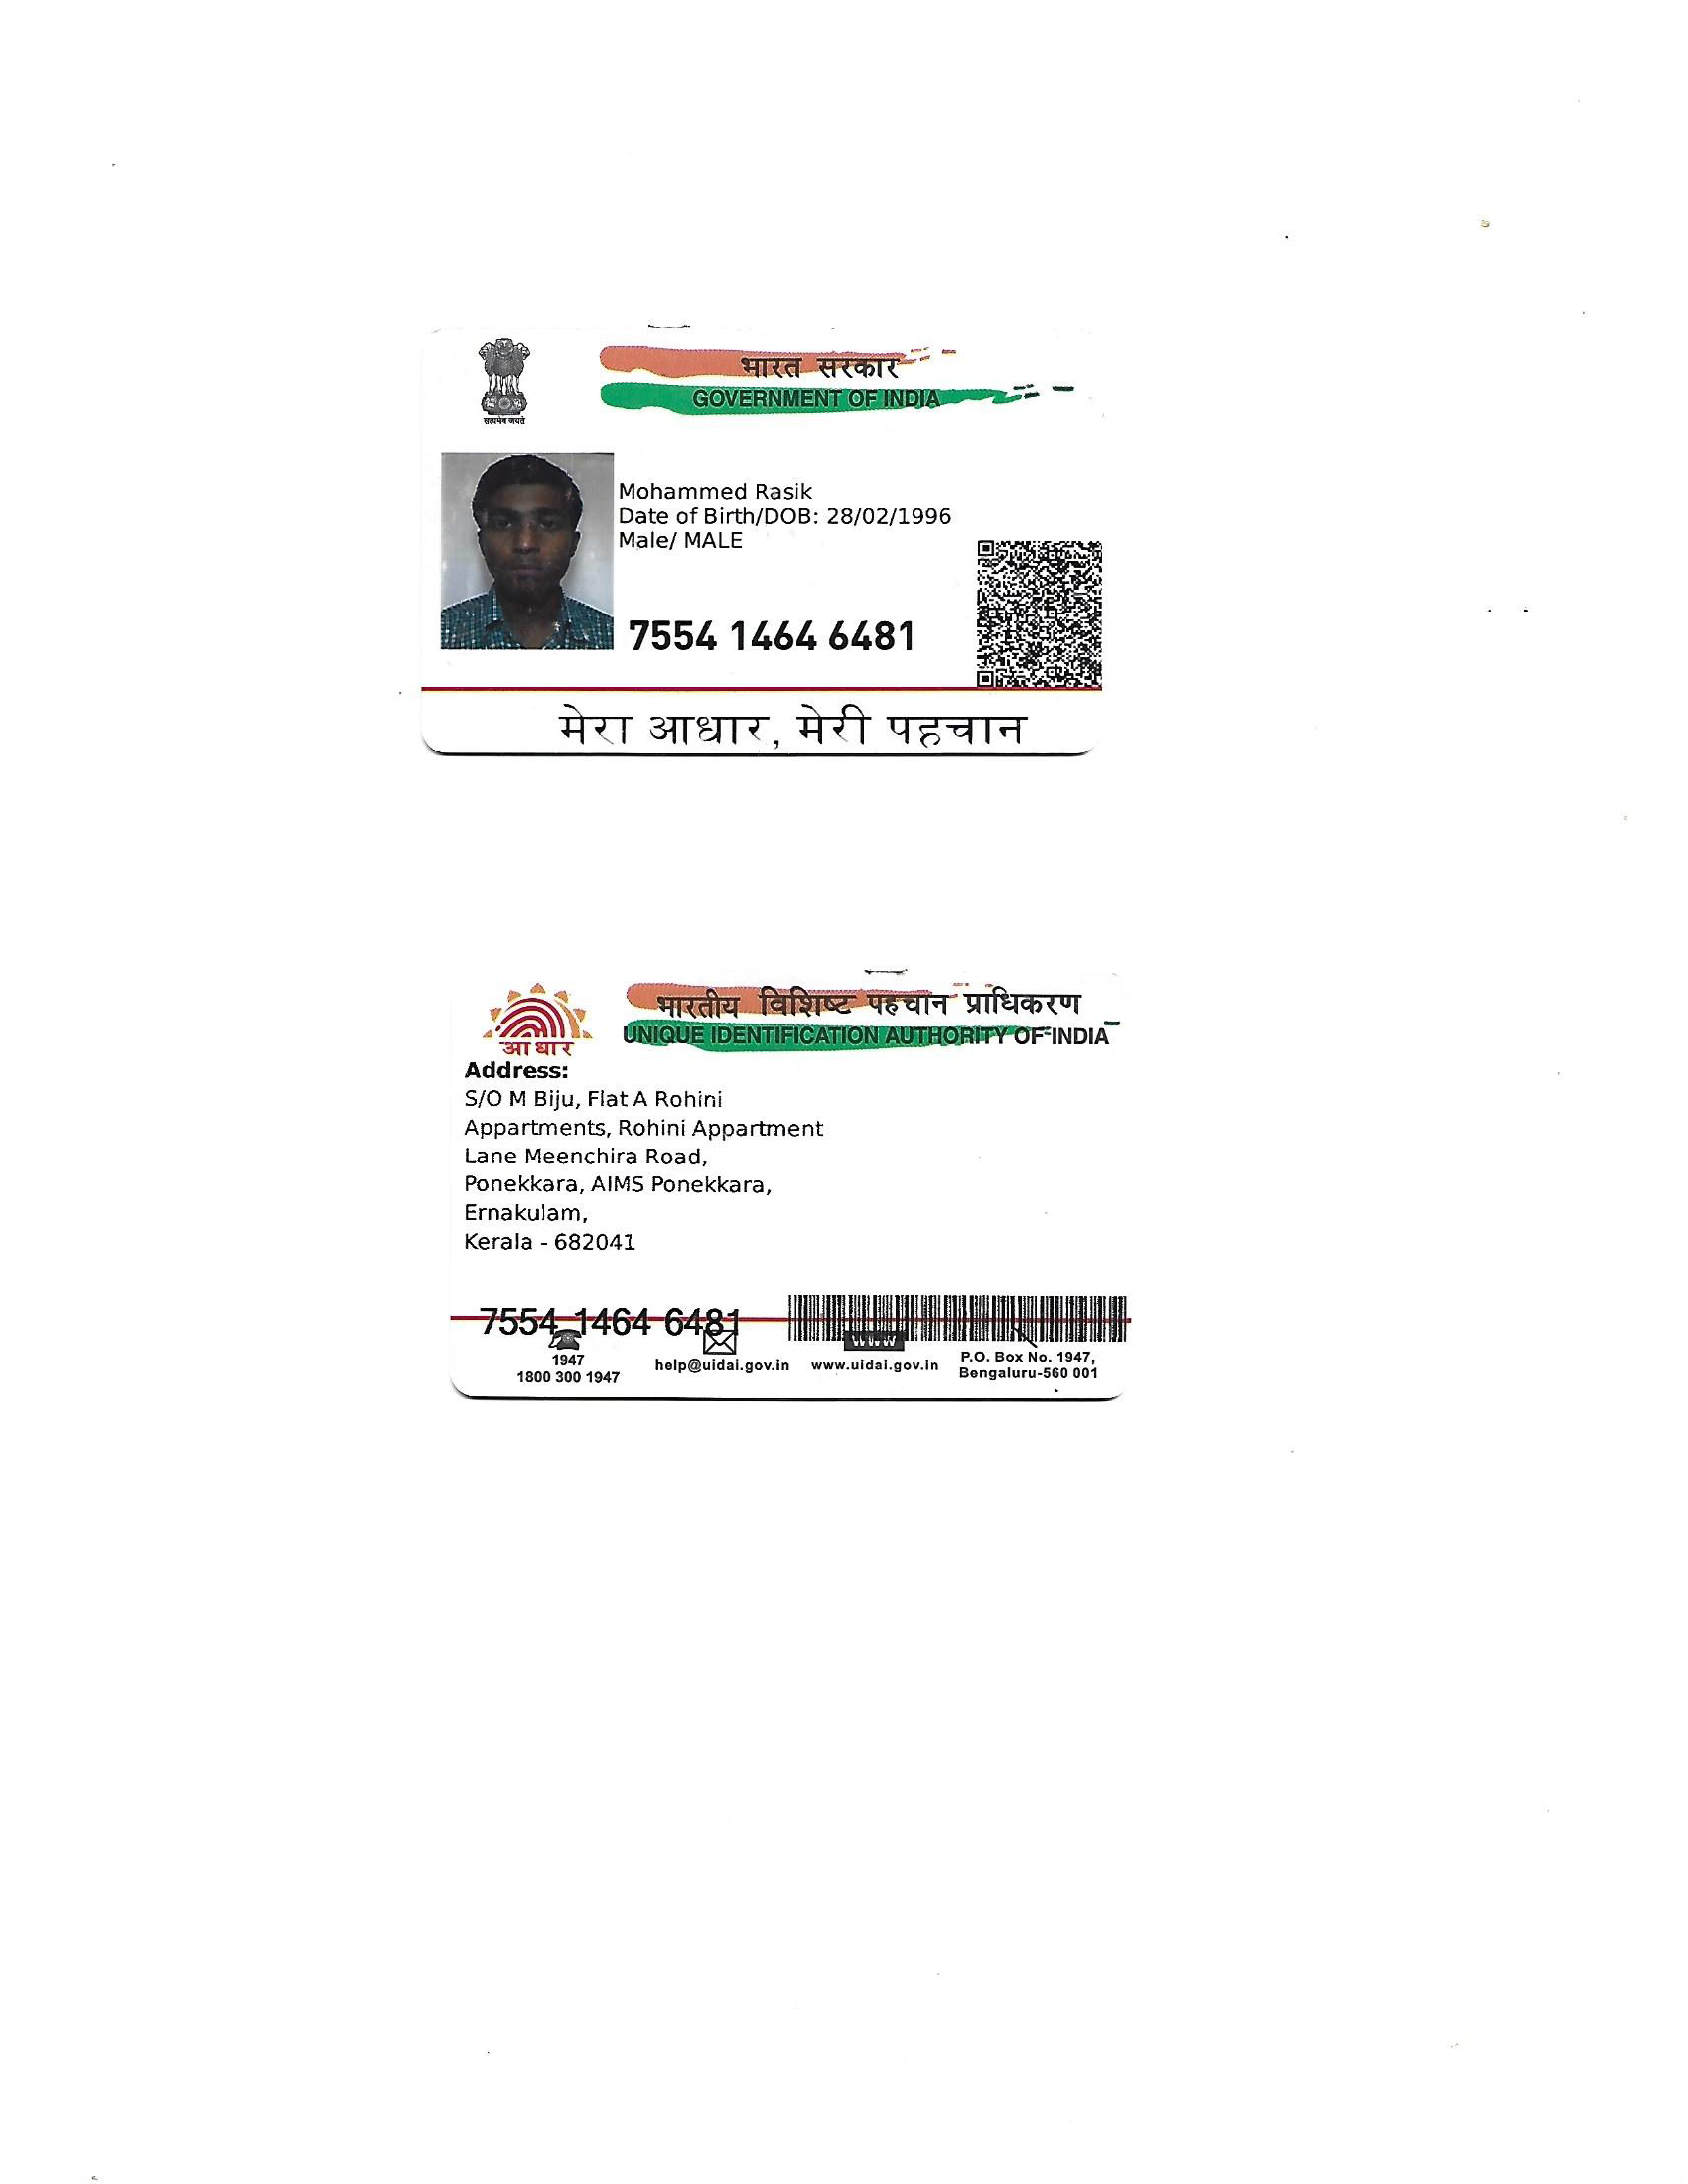 सत्यमेव जयते
भारत सरकार
GOVERNMENT OF INDIA
Mohammed Rasik
Date of Birth/DOB: 28/02/1996
Male/ MALE
7554 1464 6481
मेरा आधार, मेरी पहचान
भारतीय विशिष्ट पहचान प्राधिकरण
UNIQUE IDENTIFICATION AUTHORITY OF INDIA
आधार
Address:
S/O M Biju, Flat A Rohini
Appartments, Rohini Appartment
Lane Meenchira Road,
Ponekkara, AIMS Ponekkara,
Ernakulam,
Kerala - 682041
7554 1464 6481
1947
1800 300 1947
help@uidai.gov.in
www
www.uidai.gov.in
P.O. Box No. 1947,
Bengaluru-560 001